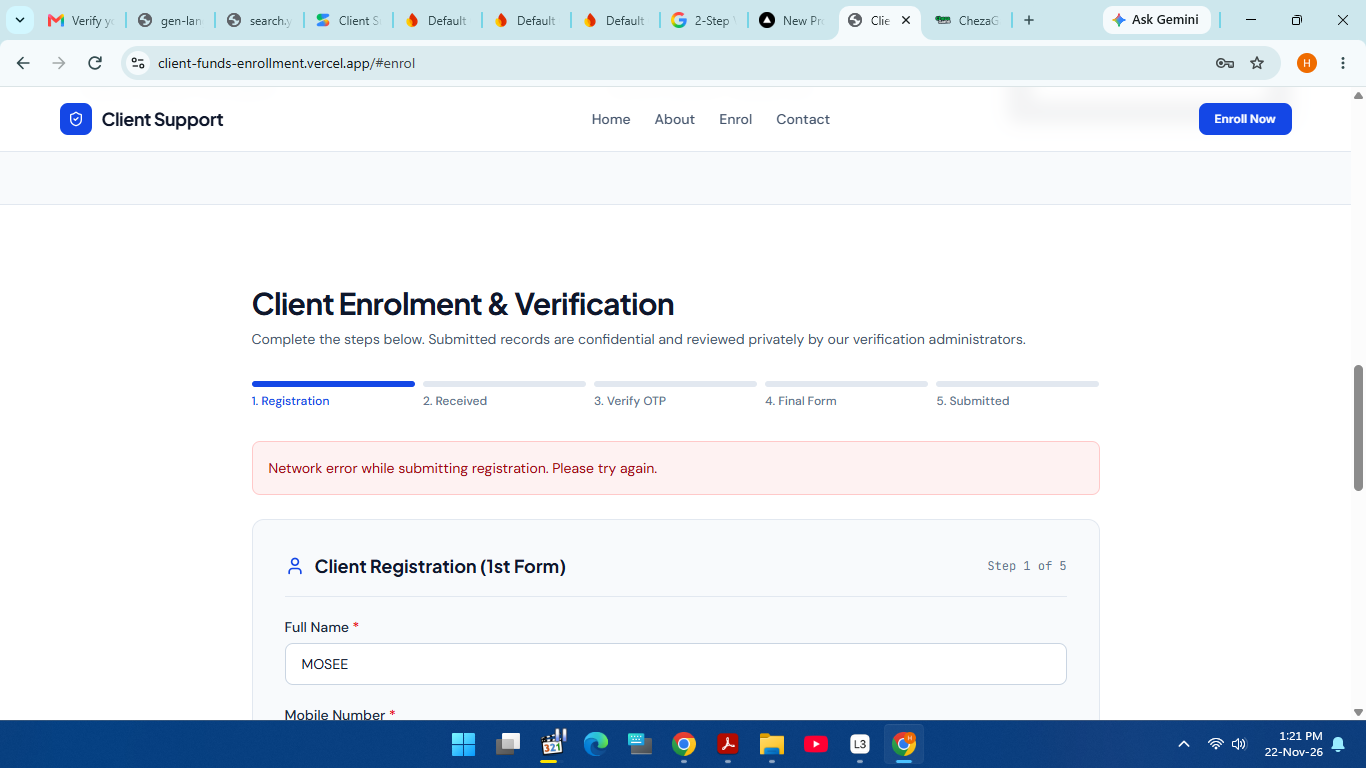 Verify yo
gen-lan
search.y
Client S
Default
Default
Default
2-Step
New Pr
Clie
ChezaG
Ask Gemini
client-funds-enrollment.vercel.app/#enrol
H
Client Support
Home
About
Enrol
Contact
Enroll Now
Client Enrolment & Verification
Complete the steps below. Submitted records are confidential and reviewed privately by our verification administrators.
1. Registration
2. Received
3. Verify OTP
4. Final Form
5. Submitted
Network error while submitting registration. Please try again.
Client Registration (1st Form)
Step 1 of 5
Full Name *
MOSEE
Mobile Number *
321
L3
H
1:21 PM
22-Nov-26